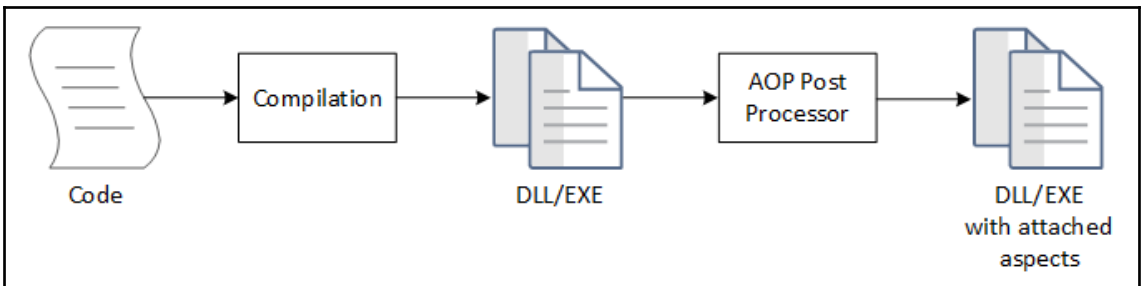 Code
Compilation
DLL/EXE
AOP Post
Processor
DLL/EXE
with attached
aspects